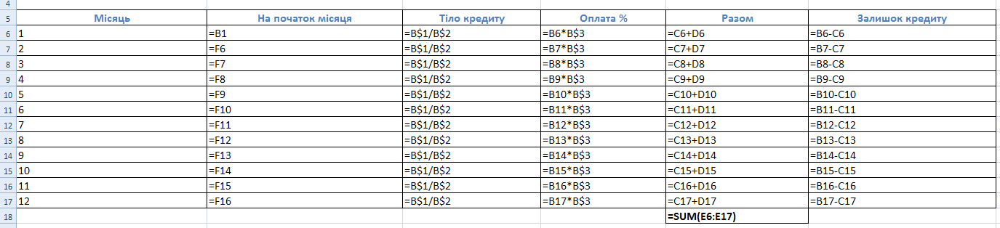 4
5 Місяць На початок місяця Тіло кредиту Оплата % Разом Залишок кредиту
6 1 =B1 =B$1/B$2 =B6*B$3 =C6+D6 =B6-C6
7 2 =F6 =B$1/B$2 =B7*B$3 =C7+D7 =B7-C7
8 3 =F7 =B$1/B$2 =B8*B$3 =C8+D8 =B8-C8
9 4 =F8 =B$1/B$2 =B9*B$3 =C9+D9 =B9-C9
10 5 =F9 =B$1/B$2 =B10*B$3 =C10+D10 =B10-C10
11 6 =F10 =B$1/B$2 =B11*B$3 =C11+D11 =B11-C11
12 7 =F11 =B$1/B$2 =B12*B$3 =C12+D12 =B12-C12
13 8 =F12 =B$1/B$2 =B13*B$3 =C13+D13 =B13-C13
14 9 =F13 =B$1/B$2 =B14*B$3 =C14+D14 =B14-C14
15 10 =F14 =B$1/B$2 =B15*B$3 =C15+D15 =B15-C15
16 11 =F15 =B$1/B$2 =B16*B$3 =C16+D16 =B16-C16
17 12 =F16 =B$1/B$2 =B17*B$3 =C17+D17 =B17-C17
18 =SUM(E6:E17)